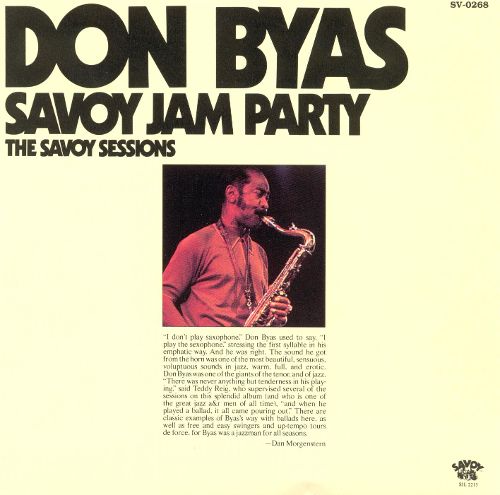 SV-0268
DON BYAS
SAVOY JAM PARTY
THE SAVOY SESSIONS
"I don't play saxophone," Don Byas used to say, "I
play the sexophone," stressing the first syllable in his
emphatic way. And he was right. The sound he got
from the horn was one of the most beautiful, sensuous,
voluptuous sounds in jazz, warm, full, and erotic.
Don Byas was one of the giants of the tenor, and of jazz.
"There was never anything but tenderness in his play-
ing," said Teddy Reig, who supervised several of the
sessions on this splendid album (and who is one of
the great jazz a&r men of all time), "and when he
played a ballad, it all came pouring out." There are
classic examples of Byas's way with ballads here, as
well as free and easy swingers and up-tempo tours
de force, for Byas was a jazzman for all seasons.
—Dan Morgenstern
SAVOY
SJL 2213